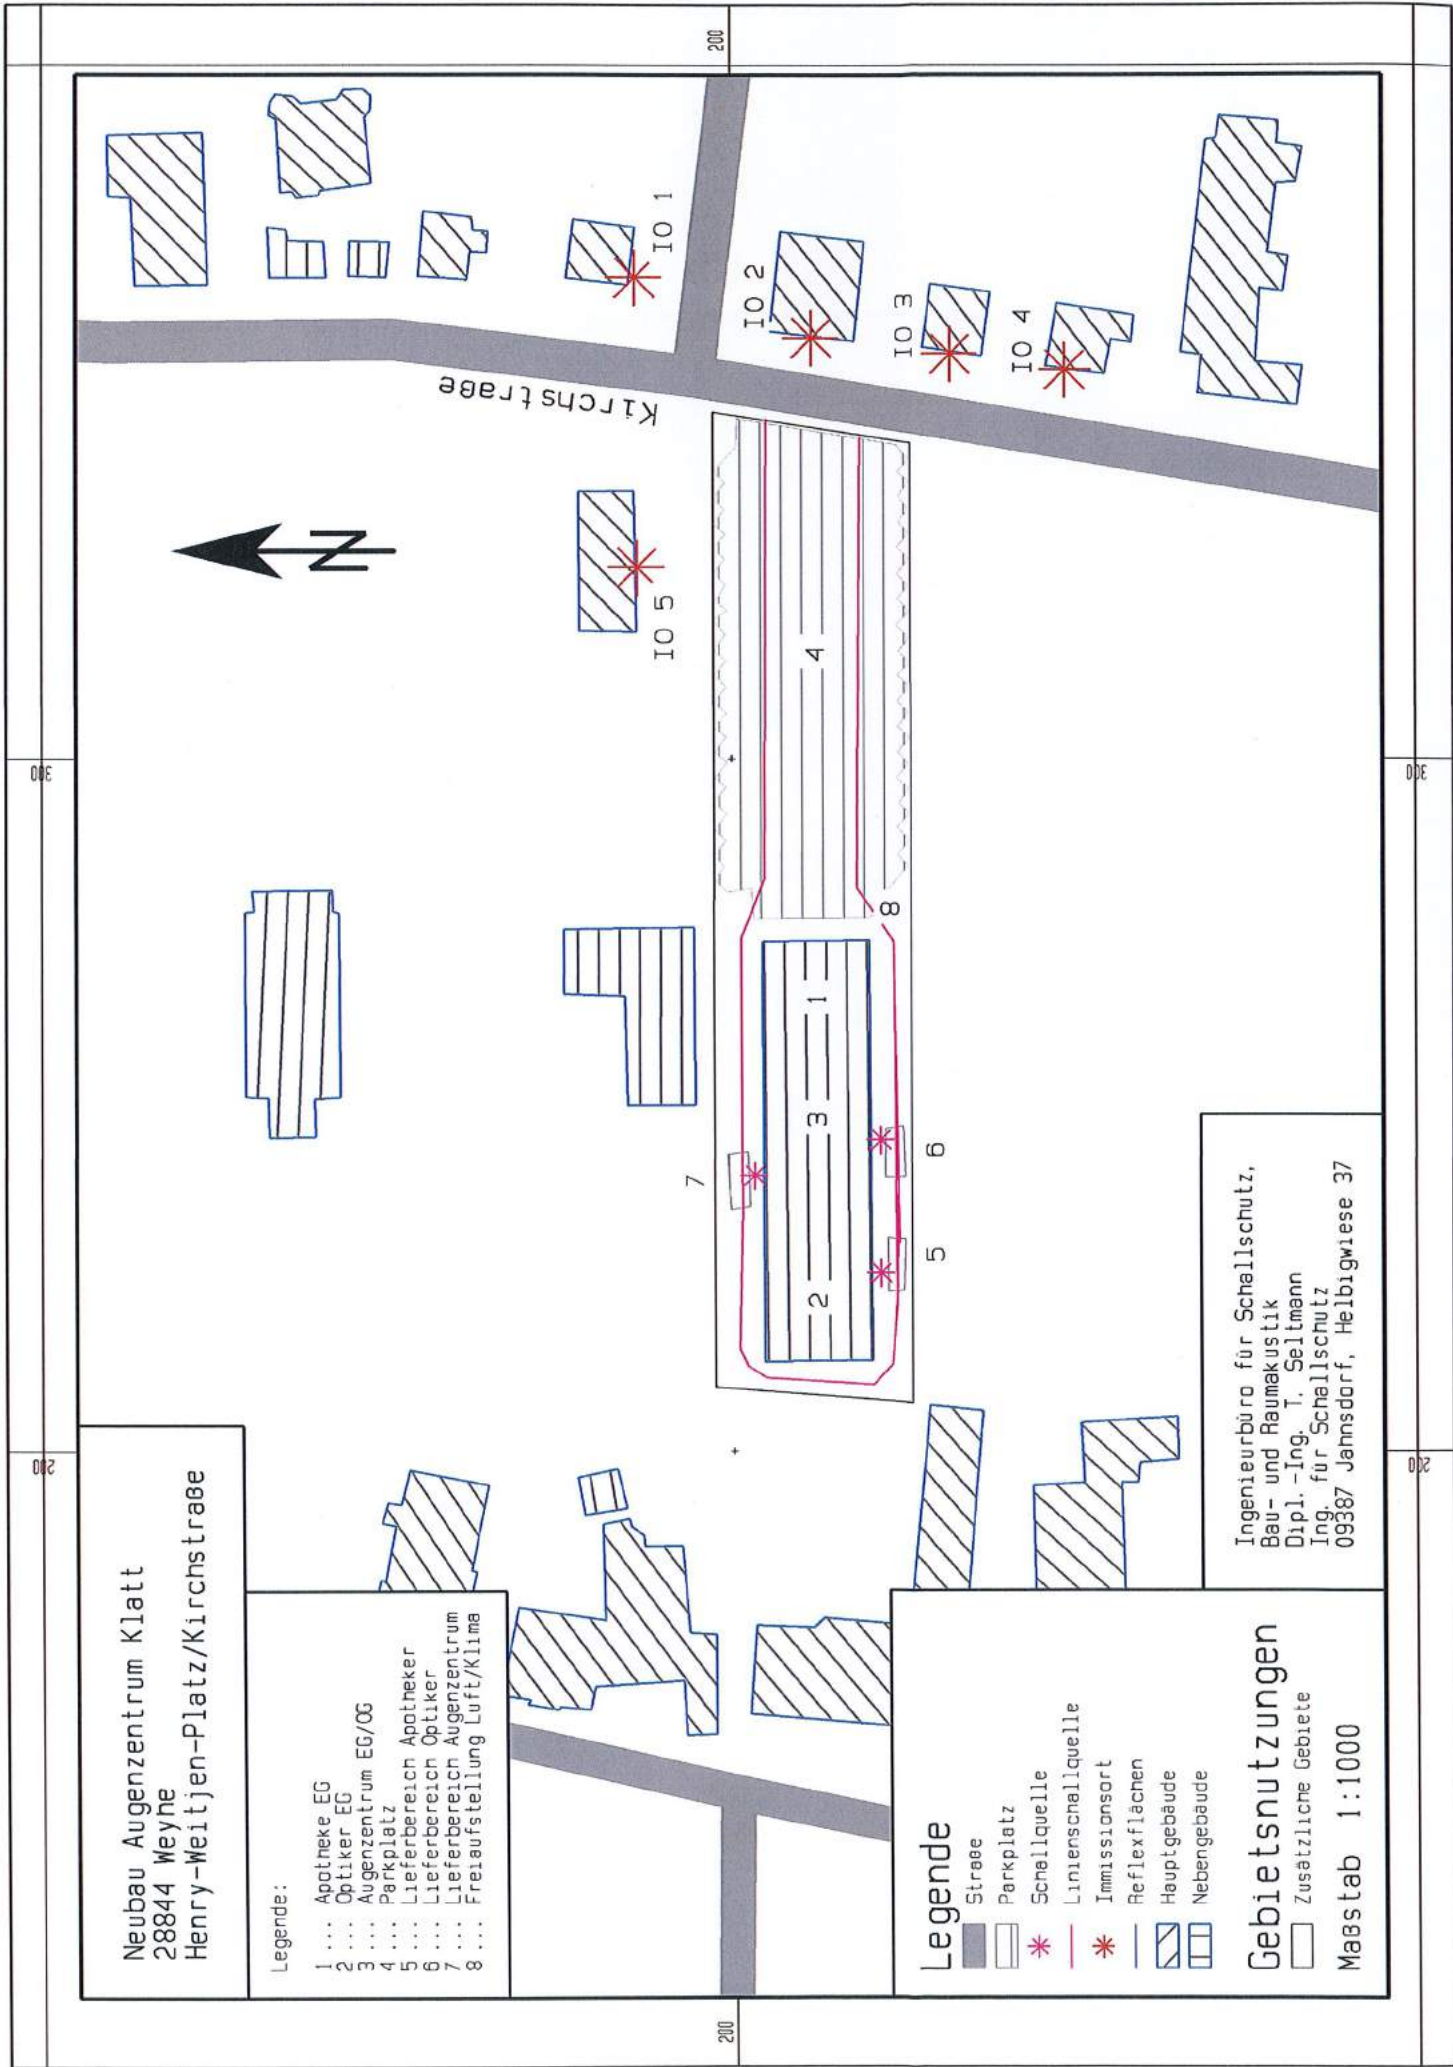 Neubau Augenzentrum Klatt
28844 Weyhe
Henry-Weitjen-Platz/Kirchstraße
Legende:
1 ... Apotheke EG
2 ... Optiker EG
3 ... Augenzentrum EG/OG
4 ... Parkplatz
5 ... Lieferbereich Apotheker
6 ... Lieferbereich Optiker
7 ... Lieferbereich Augenzentrum
8 ... Freiaufstellung Luft/Klima
Legende
Straße
Parkplatz
Schallquelle
Linienschallquelle
Immissionsort
Reflexflächen
Hauptgebäude
Nebengebäude
Gebietsnutzungen
Zusätzliche Gebiete
Maßstab 1:1000
Ingenieurbüro für Schallschutz,
Bau- und Raumakustik
Dipl.-Ing. T. Seltmann
Ing. für Schallschutz
09387 Jahnsdorf, Helbigwiese 37
200
300
200
300
200
200
Kirchstraße
N
IO 1
IO 2
IO 3
IO 4
IO 5
7
2
3
1
4
8
5
6